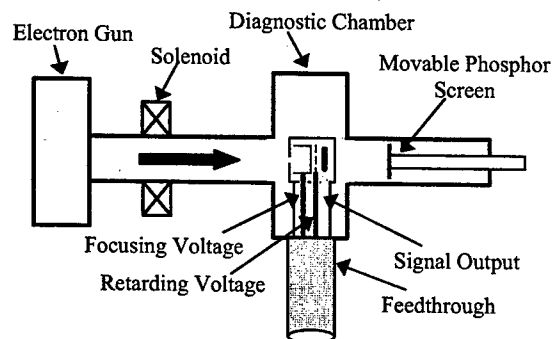 Diagnostic Chamber
Electron Gun
Solenoid
Movable Phosphor
Screen
Focusing Voltage
Retarding Voltage
Signal Output
Feedthrough